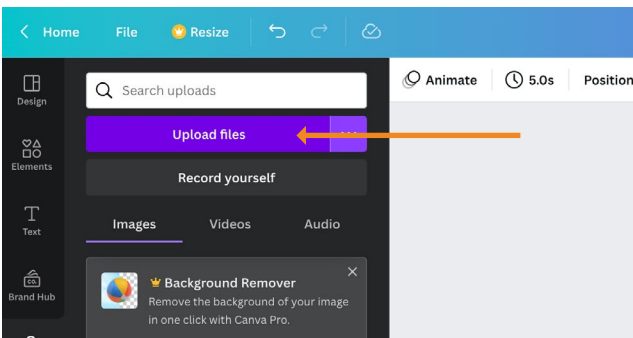 Home File Resize
Search uploads
Animate 5.0s Position
Design
Upload files
Elements
Record yourself
Text
Images Videos Audio
Brand Hub
CO.
Background Remover
Remove the background of your image
in one click with Canva Pro.